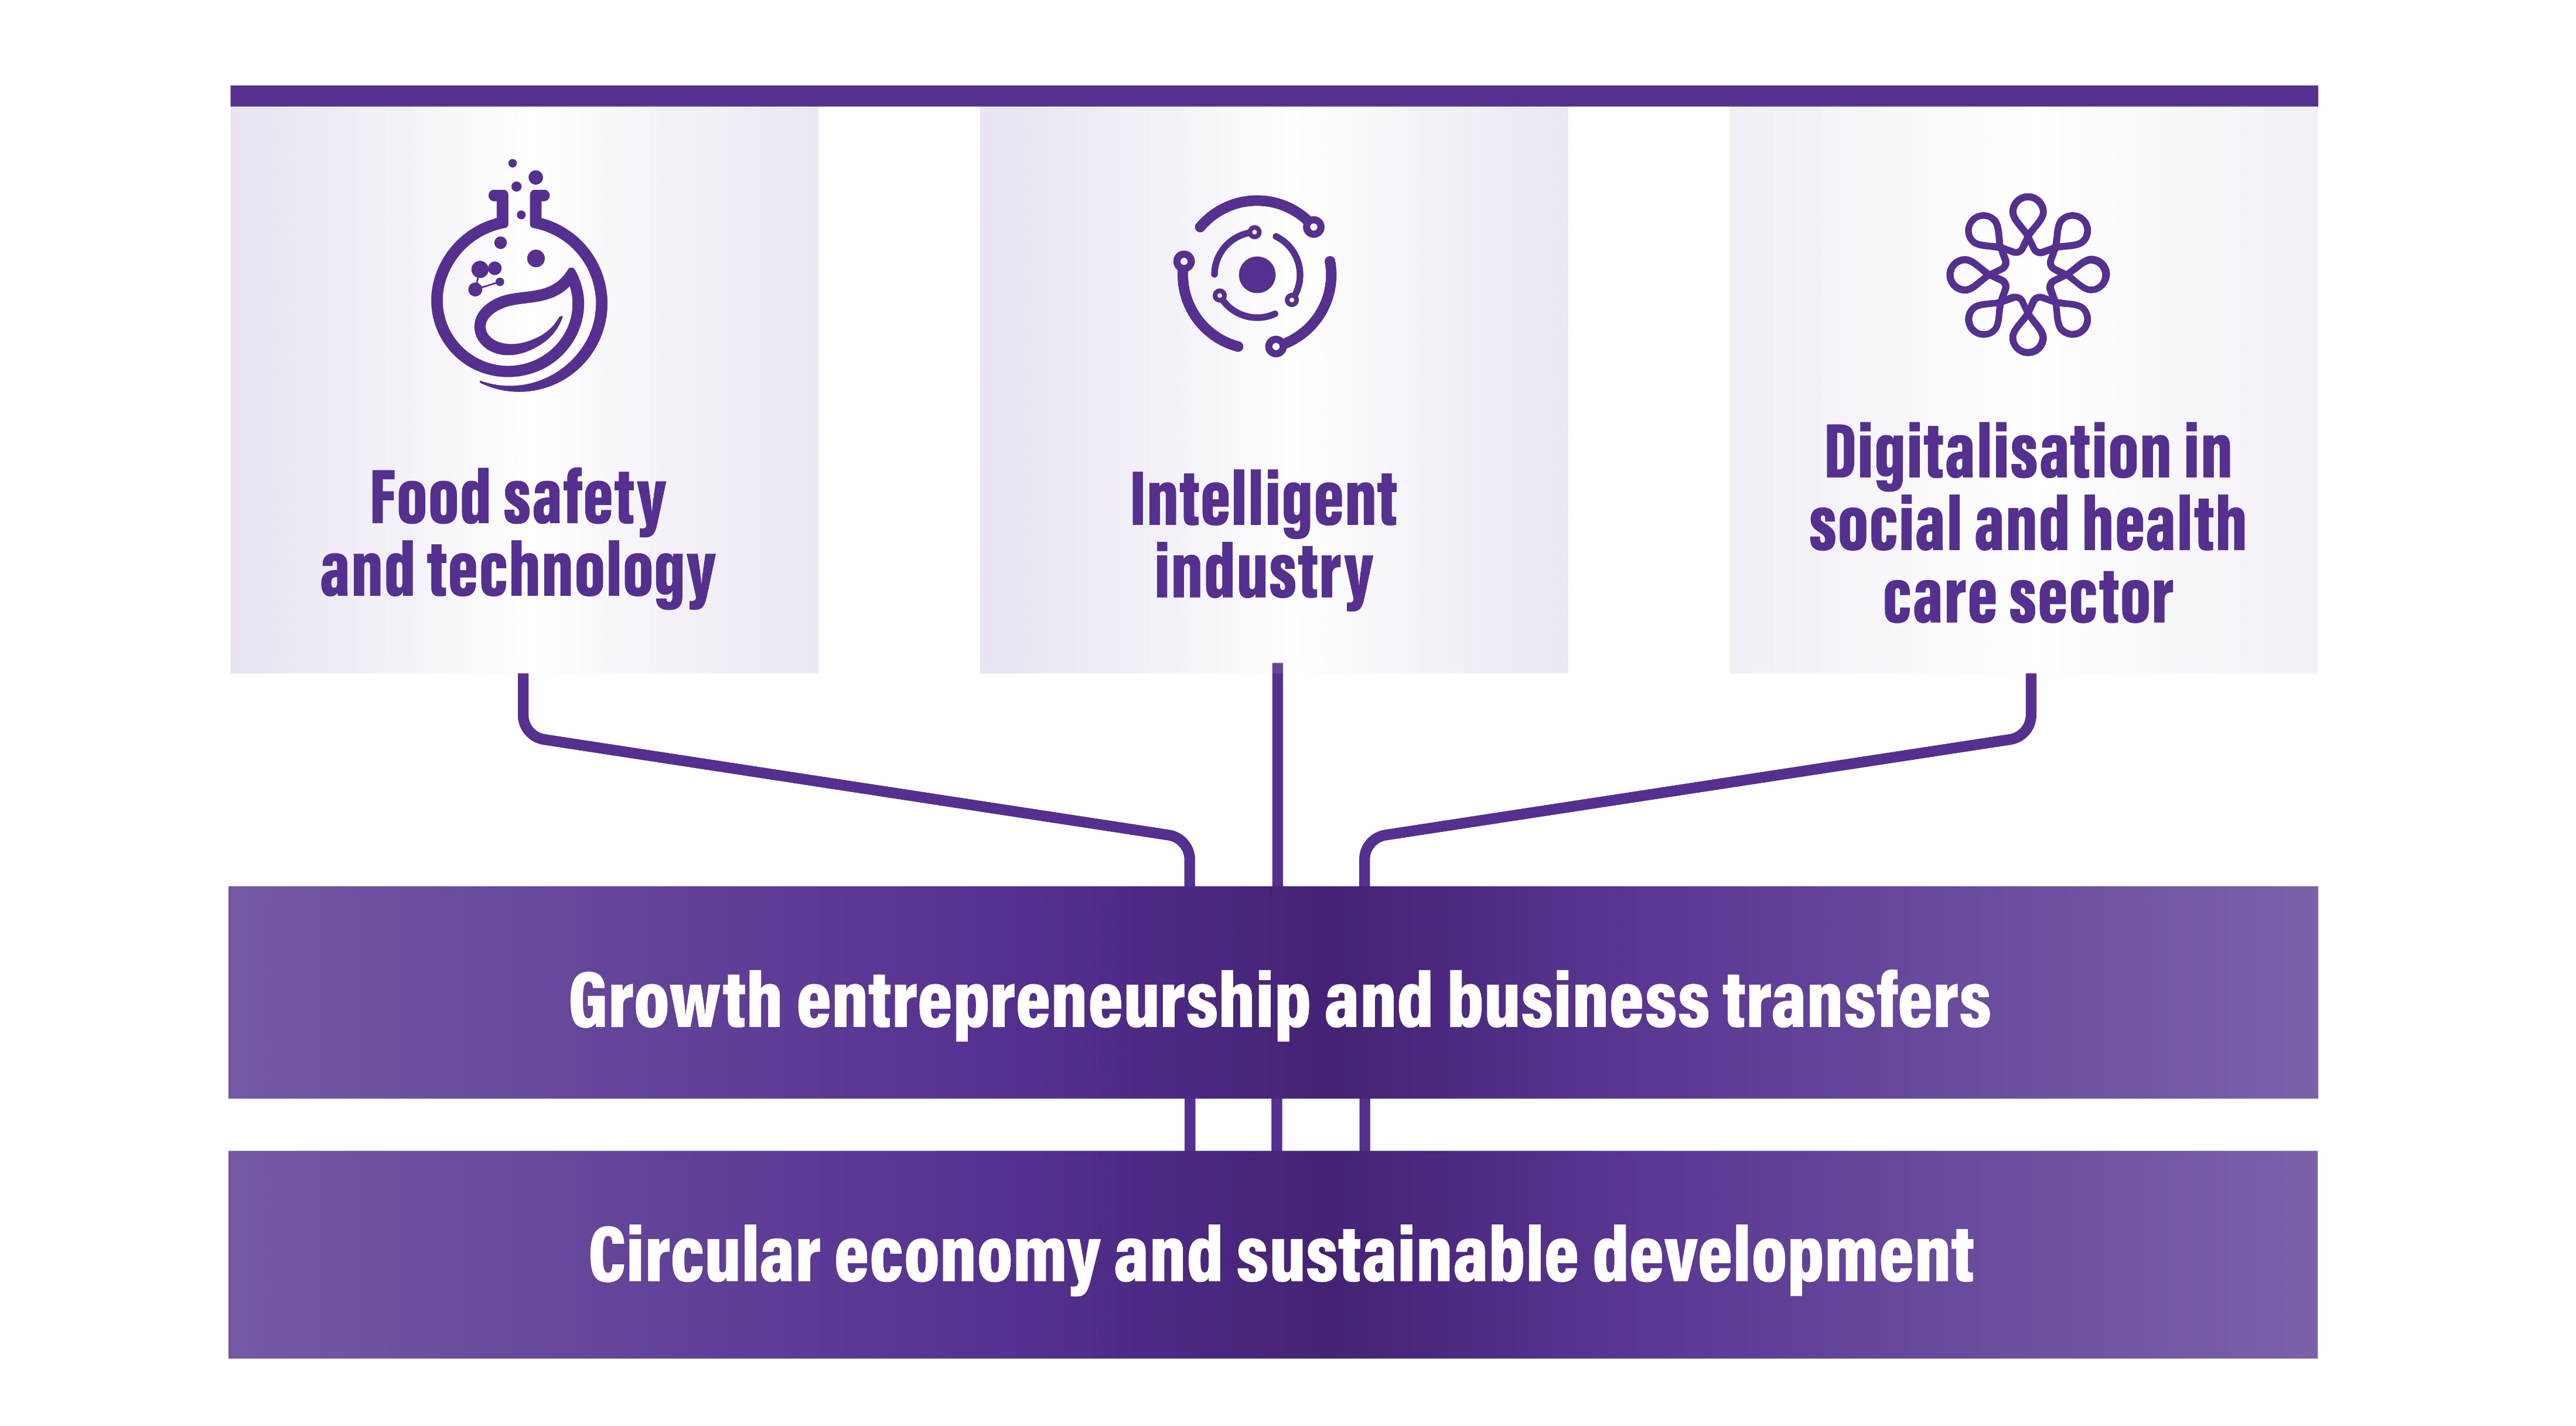 Food safety
and technology
Intelligent
industry
Digitalisation in
social and health
care sector
Growth entrepreneurship and business transfers
Circular economy and sustainable development